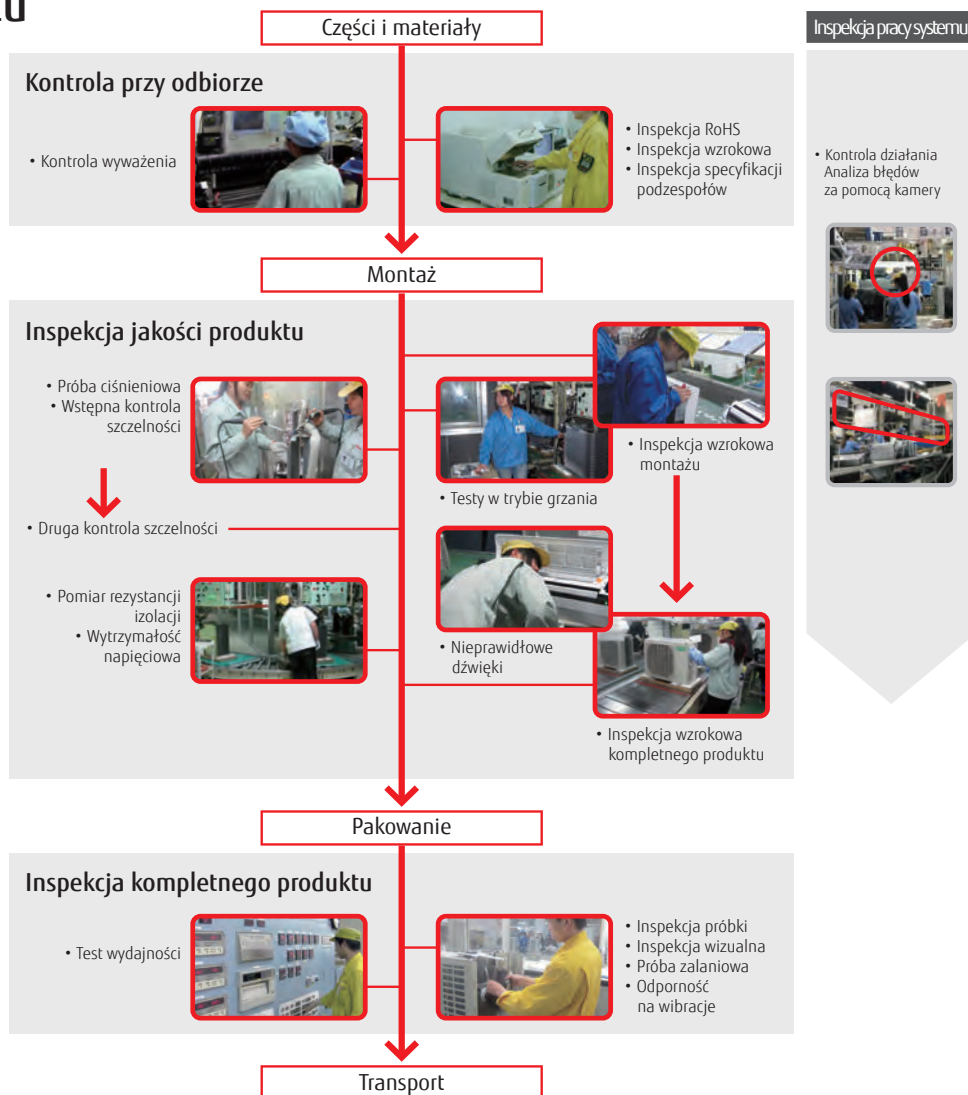 Części i materiały
Inspekcja pracy systemu
Kontrola przy odbiorze
• Kontrola wyważenia
• Inspekcja RoHS
• Inspekcja wzrokowa
• Inspekcja specyfikacji
podzespołów
• Kontrola działania
Analiza błędów
za pomocą kamery
Montaż
Inspekcja jakości produktu
• Próba ciśnieniowa
• Wstępna kontrola
szczelności
• Inspekcja wzrokowa
montażu
• Testy w trybie grzania
• Druga kontrola szczelności
• Pomiar rezystancji
izolacji
• Wytrzymałość
napięciowa
• Nieprawidłowe
dźwięki
• Inspekcja wzrokowa
kompletnego produktu
Pakowanie
Inspekcja kompletnego produktu
• Test wydajności
• Inspekcja próbki
• Inspekcja wizualna
• Próba zalaniowa
• Odporność
na wibracje
Transport